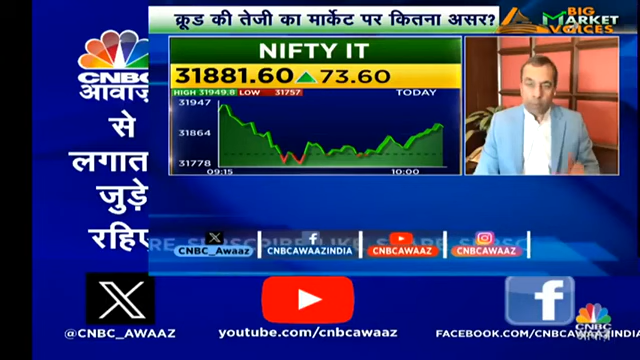 क्रूड की तेजी का मार्केट पर कितना असर?
BIG
MARKET
VOICES
CNBC
आवाज़
से
जुड़े
NIFTY IT
31881.60 73.60
HIGH 31949.8 LOW 31757 TODAY
31947
31864
31778
09:15 10:00
SUBSCRIBE LIKE
CNBC_Awaaz
CNBCAWAAZINDIA
CNBCAWAAZ
CNBCAWAAZ
@CNBC_AWAAZ
youtube.com/cnbcawaaz
FACEBOOK.COM/CNBCAWAAZINDIA
CNBC